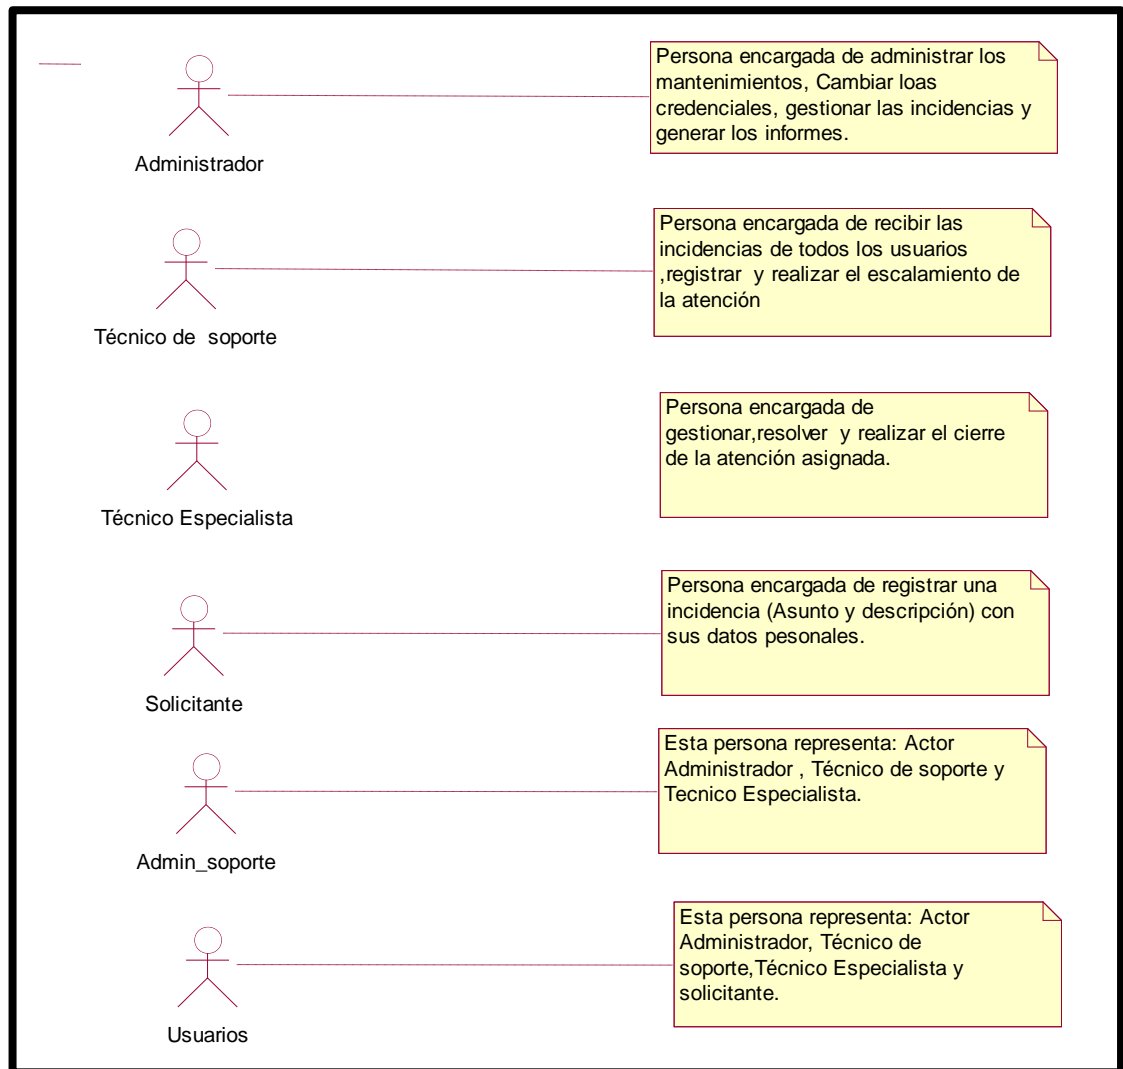 Persona encargada de administrar los
mantenimientos, Cambiar loas
credenciales, gestionar las incidencias y
generar los informes.
Administrador
Persona encargada de recibir las
incidencias de todos los usuarios
,registrar y realizar el escalamiento de
la atención
Técnico de soporte
Persona encargada de
gestionar,resolver y realizar el cierre
de la atención asignada.
Técnico Especialista
Persona encargada de registrar una
incidencia (Asunto y descripción) con
sus datos pesonales.
Solicitante
Esta persona representa: Actor
Administrador , Técnico de soporte y
Tecnico Especialista.
Admin_soporte
Esta persona representa: Actor
Administrador, Técnico de
soporte,Técnico Especialista y
solicitante.
Usuarios